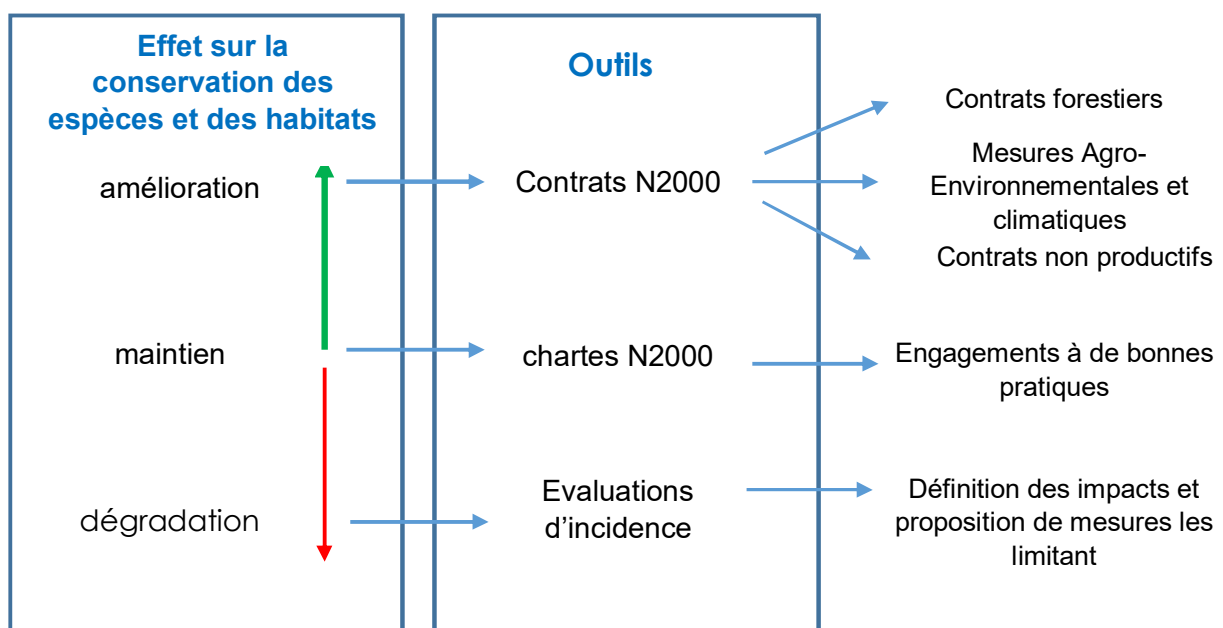 Effet sur la
conservation des
espèces et des habitats
amélioration
maintien
dégradation
Outils
Contrats N2000
chartes N2000
Evaluations
d’incidence
Contrats forestiers
Mesures Agro-
Environnementales et
climatiques
Contrats non productifs
Engagements à de bonnes
pratiques
Définition des impacts et
proposition de mesures les
limitant